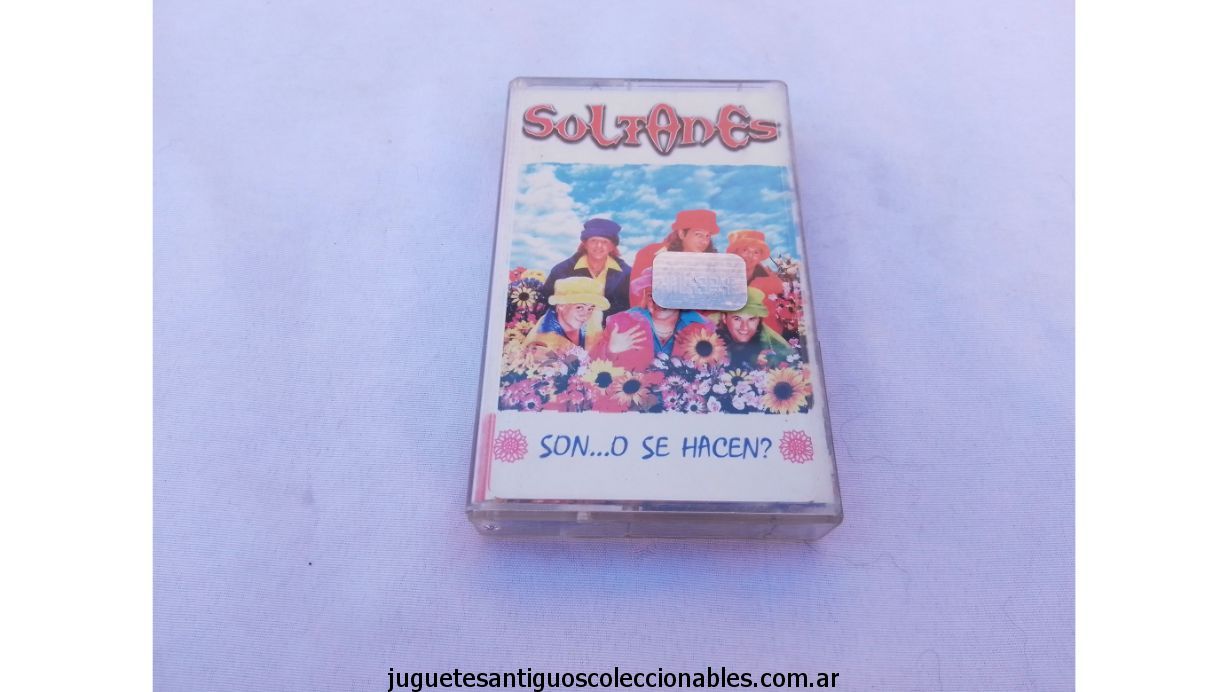 SOLTANES
SON...O SE HACEN?
juguetesantiguoscoleccionables.com.ar